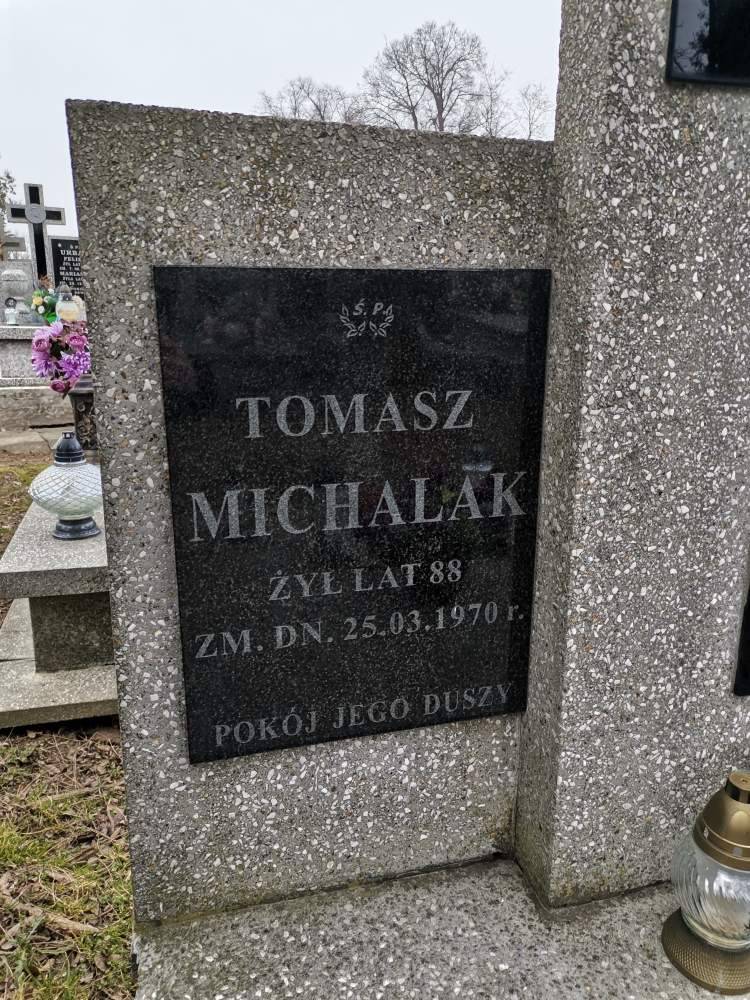 Ś. P.
TOMASZ
MICHALAK
ŻYŁ LAT 88
ZM. DN. 25.03.1970 r.
POKÓJ JEGO DUSZY